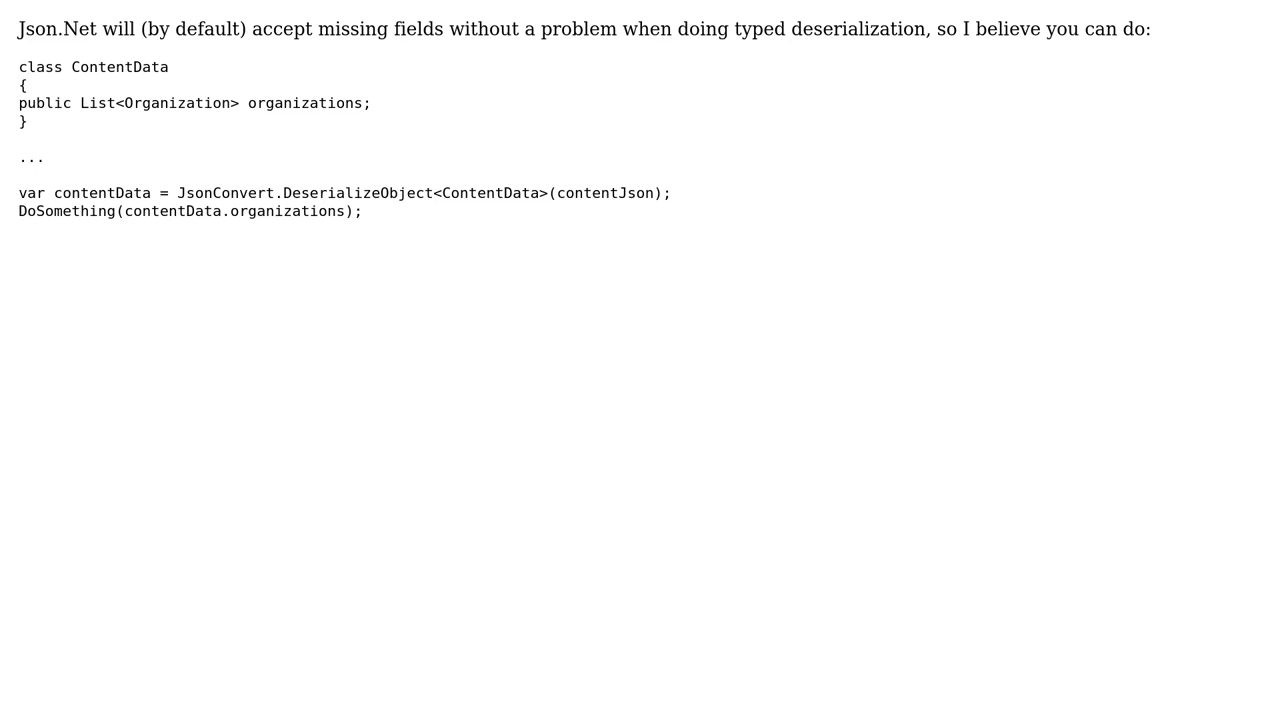 Json.Net will (by default) accept missing fields without a problem when doing typed deserialization, so I believe you can do:
class ContentData
{
public List<Organization> organizations;
}
...
var contentData = JsonConvert.DeserializeObject<ContentData>(contentJson);
DoSomething(contentData.organizations);